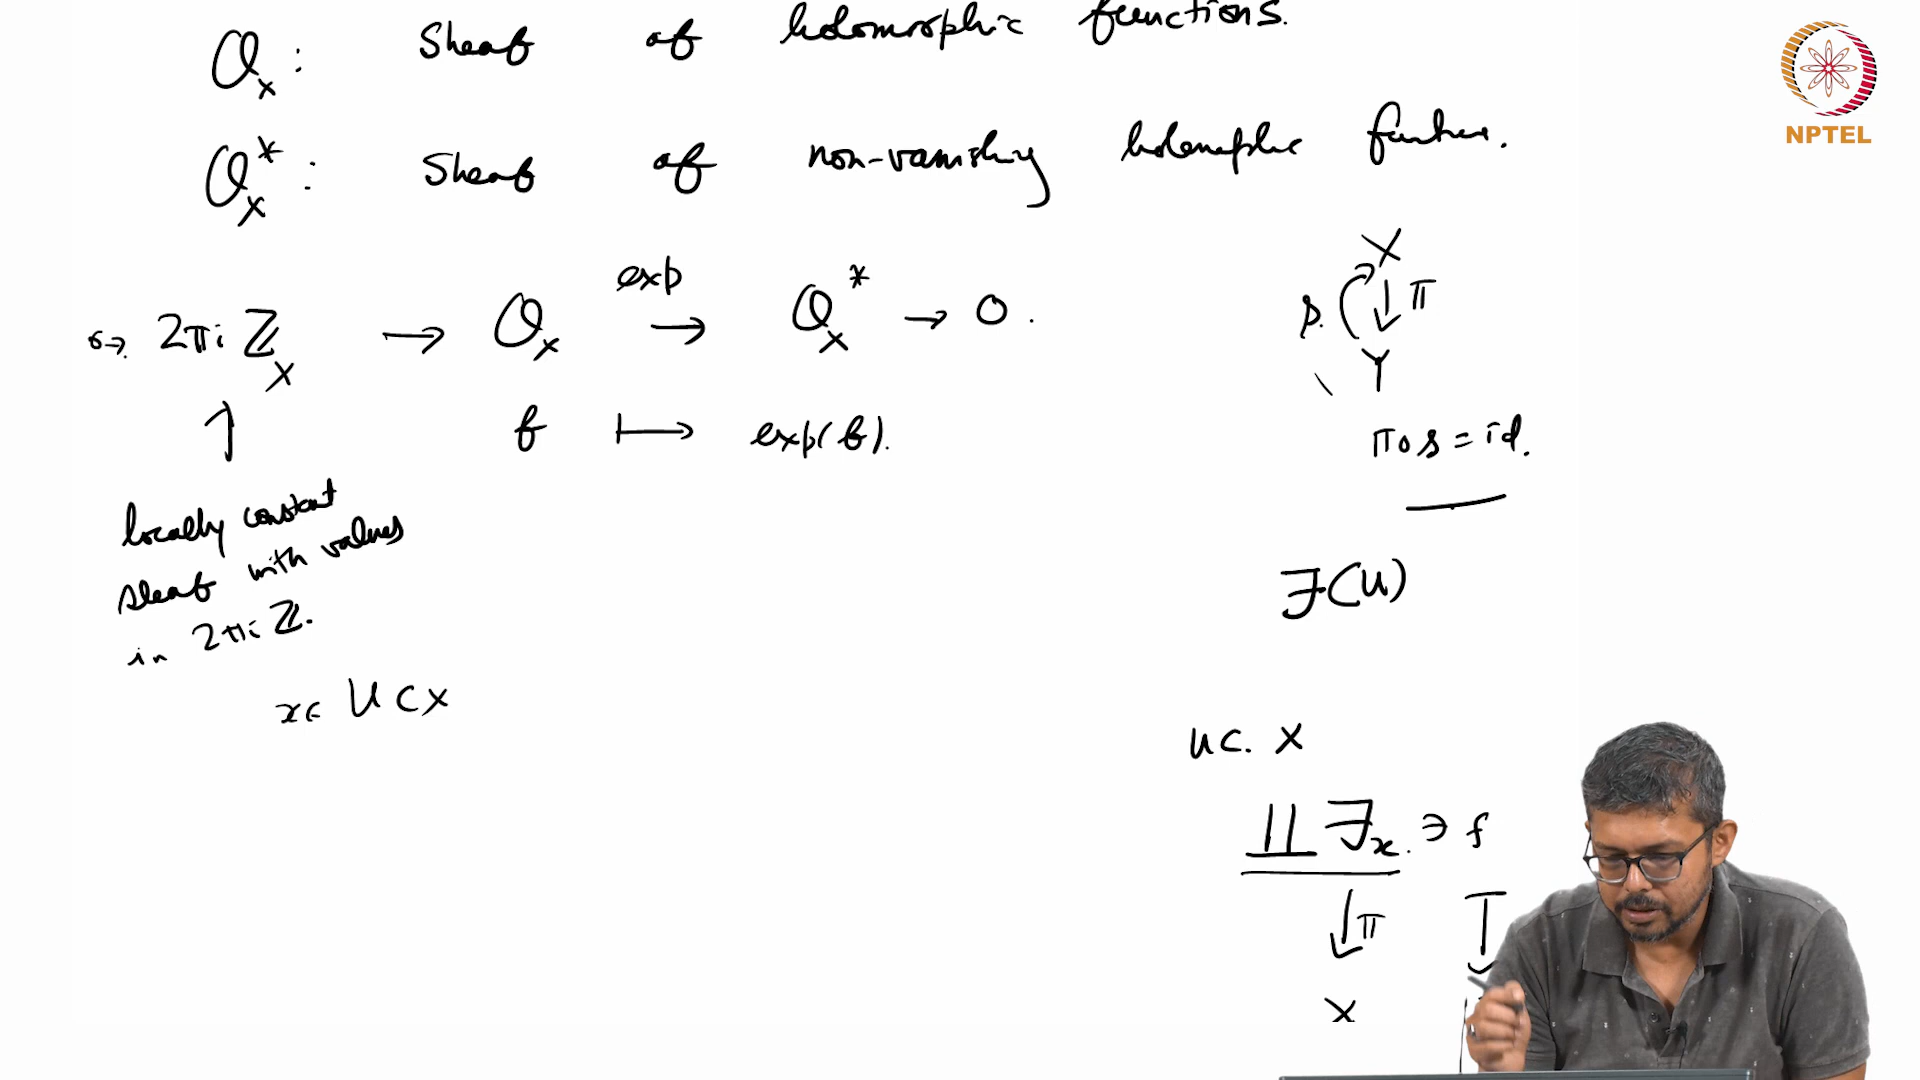 O_X : Sheaf of holomorphic functions.
O_X^* : Sheaf of non-vanishing holomorphic
0→ 2πi ℤ_X → O_X exp → O_X^* → 0 .
f ↦ exp(f).
↑
locally constant
sheaf with values
in 2πi ℤ.
x ∈ U ⊂ X
X
s. ↓ π
Y
π∘s = id.
F(U)
U ⊂. X
∐ F_x. ∋ f
↓ π
X
NPTEL